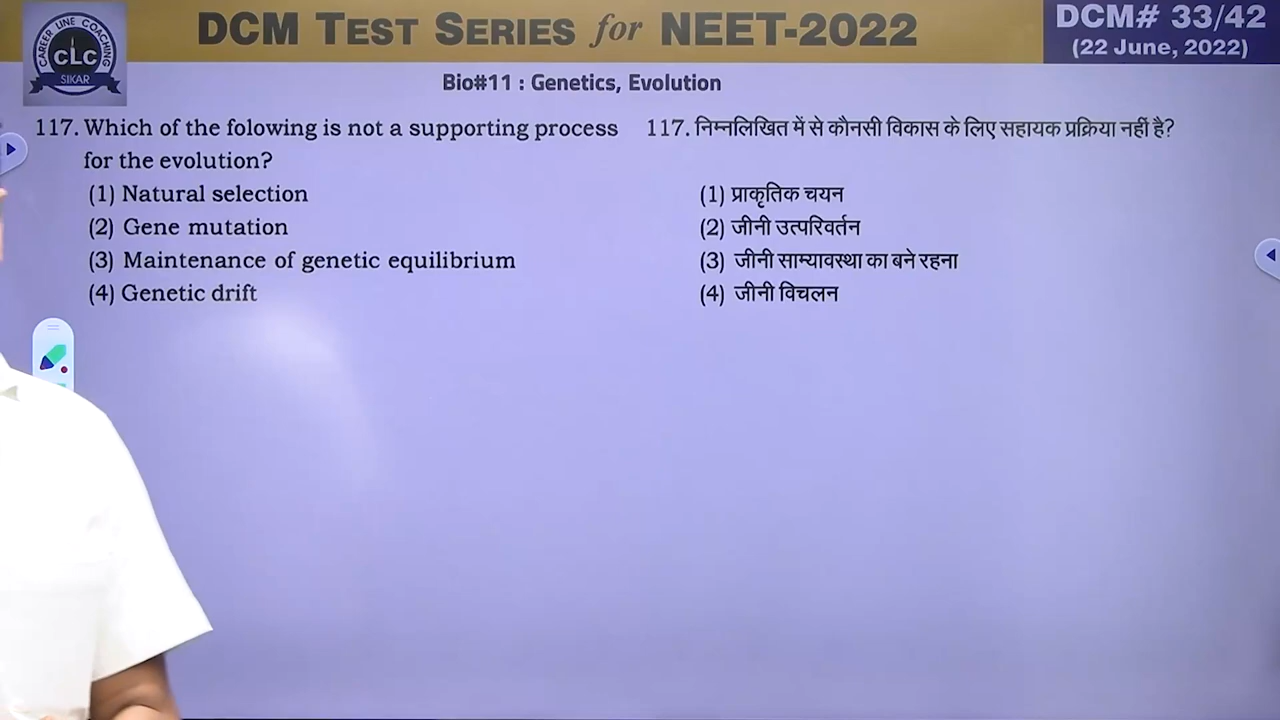 DCM TEST SERIES for NEET-2022
DCM# 33/42
(22 June, 2022)
CAREER LINE COACHING
CLC
SIKAR
Bio#11 : Genetics, Evolution
117. Which of the folowing is not a supporting process
for the evolution?
(1) Natural selection
(2) Gene mutation
(3) Maintenance of genetic equilibrium
(4) Genetic drift
117. निम्नलिखित में से कौनसी विकास के लिए सहायक प्रक्रिया नहीं है?
(1) प्राकृतिक चयन
(2) जीनी उत्परिवर्तन
(3) जीनी साम्यावस्था का बने रहना
(4) जीनी विचलन